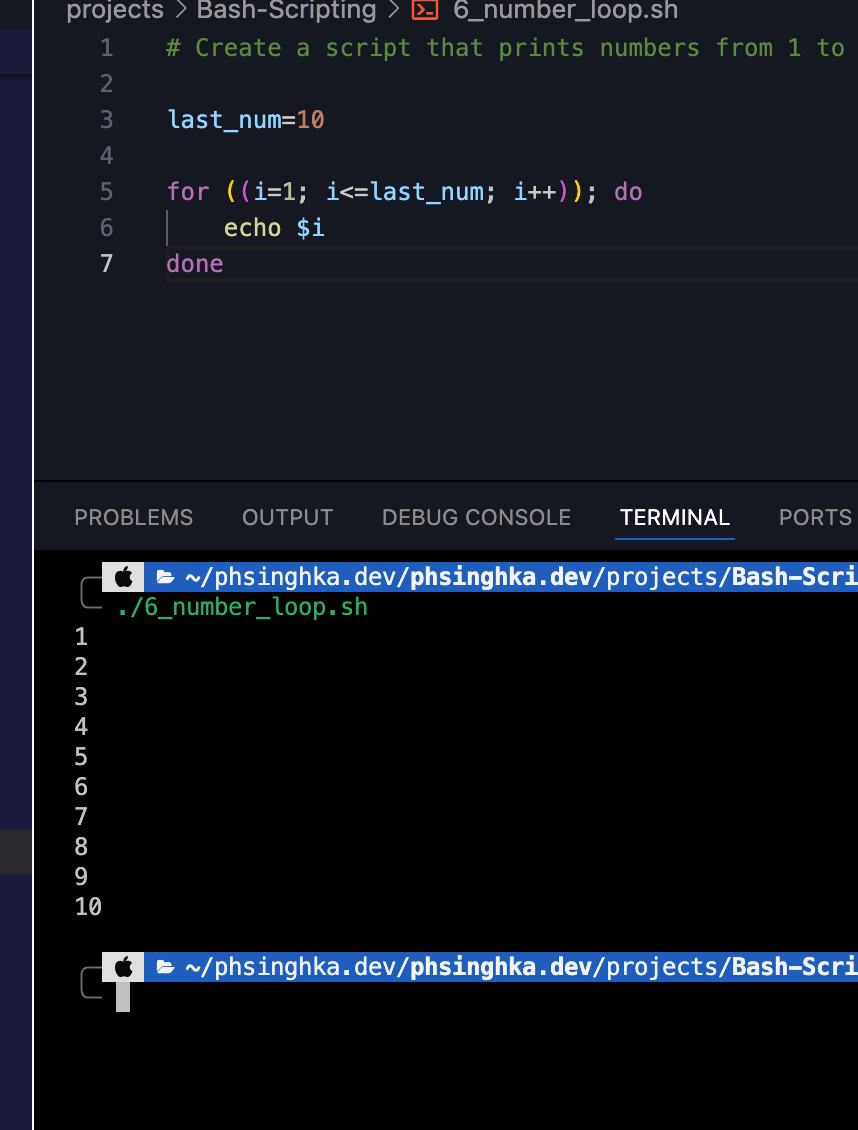 projects > Bash-Scripting > 6_number_loop.sh
1 # Create a script that prints numbers from 1 to
2
3 last_num=10
4
5 for ((i=1; i<=last_num; i++)); do
6     echo $i
7 done
PROBLEMS OUTPUT DEBUG CONSOLE TERMINAL PORTS
~/phsinghka.dev/phsinghka.dev/projects/Bash-Scri
./6_number_loop.sh
1
2
3
4
5
6
7
8
9
10
~/phsinghka.dev/phsinghka.dev/projects/Bash-Scri